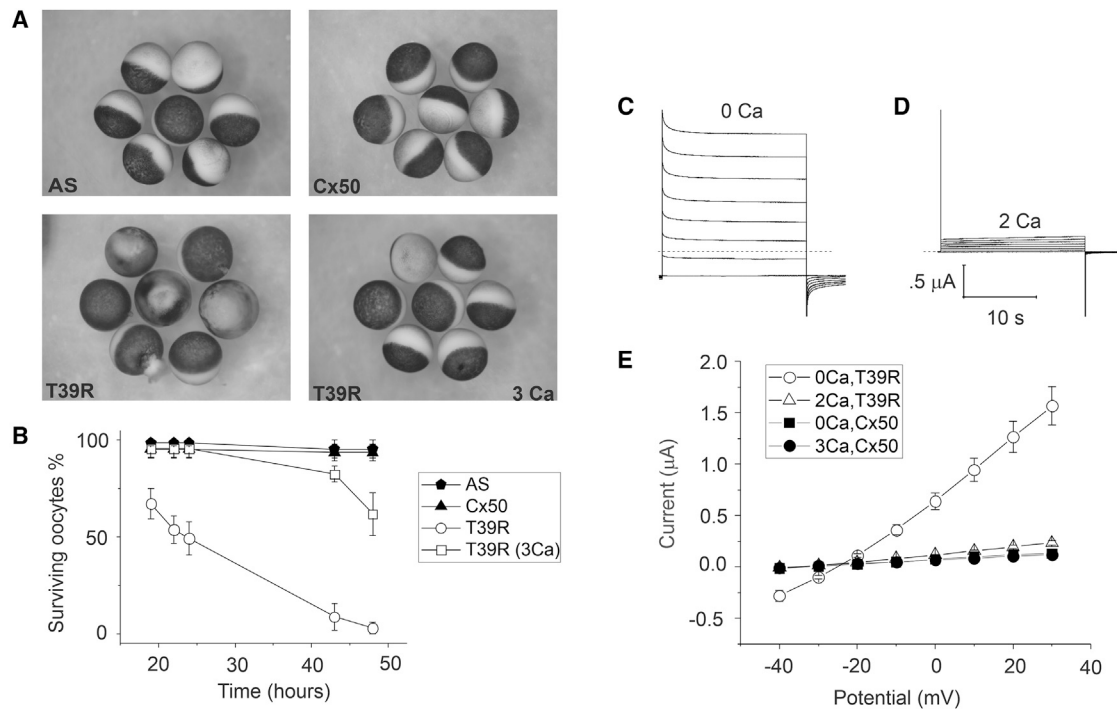 A
AS
Cx50
T39R
T39R 3 Ca
B
Surviving oocytes %
100
50
0
20 30 40 50
Time (hours)
AS
Cx50
T39R
T39R (3Ca)
C
0 Ca
D
2 Ca
.5 μA
10 s
E
Current (μA)
2.0
1.5
1.0
0.5
0.0
-0.5
-40 -20 0 20 40
Potential (mV)
0Ca,T39R
2Ca,T39R
0Ca,Cx50
3Ca,Cx50